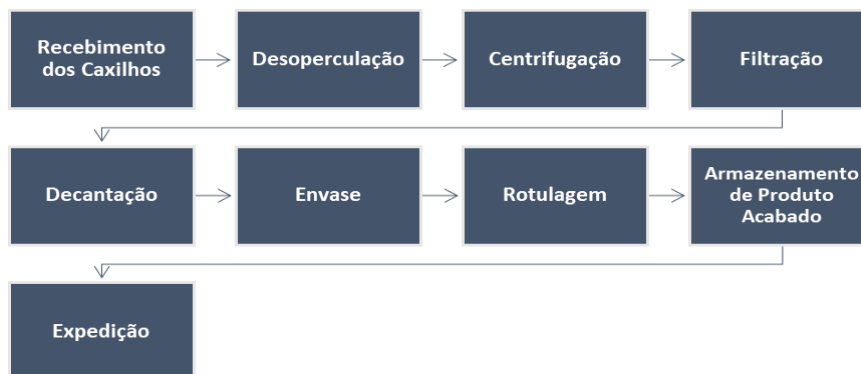 Recebimento
dos Caxilhos
Desoperculação
Centrifugação
Filtração
Decantação
Envase
Rotulagem
Armazenamento
de Produto
Acabado
Expedição